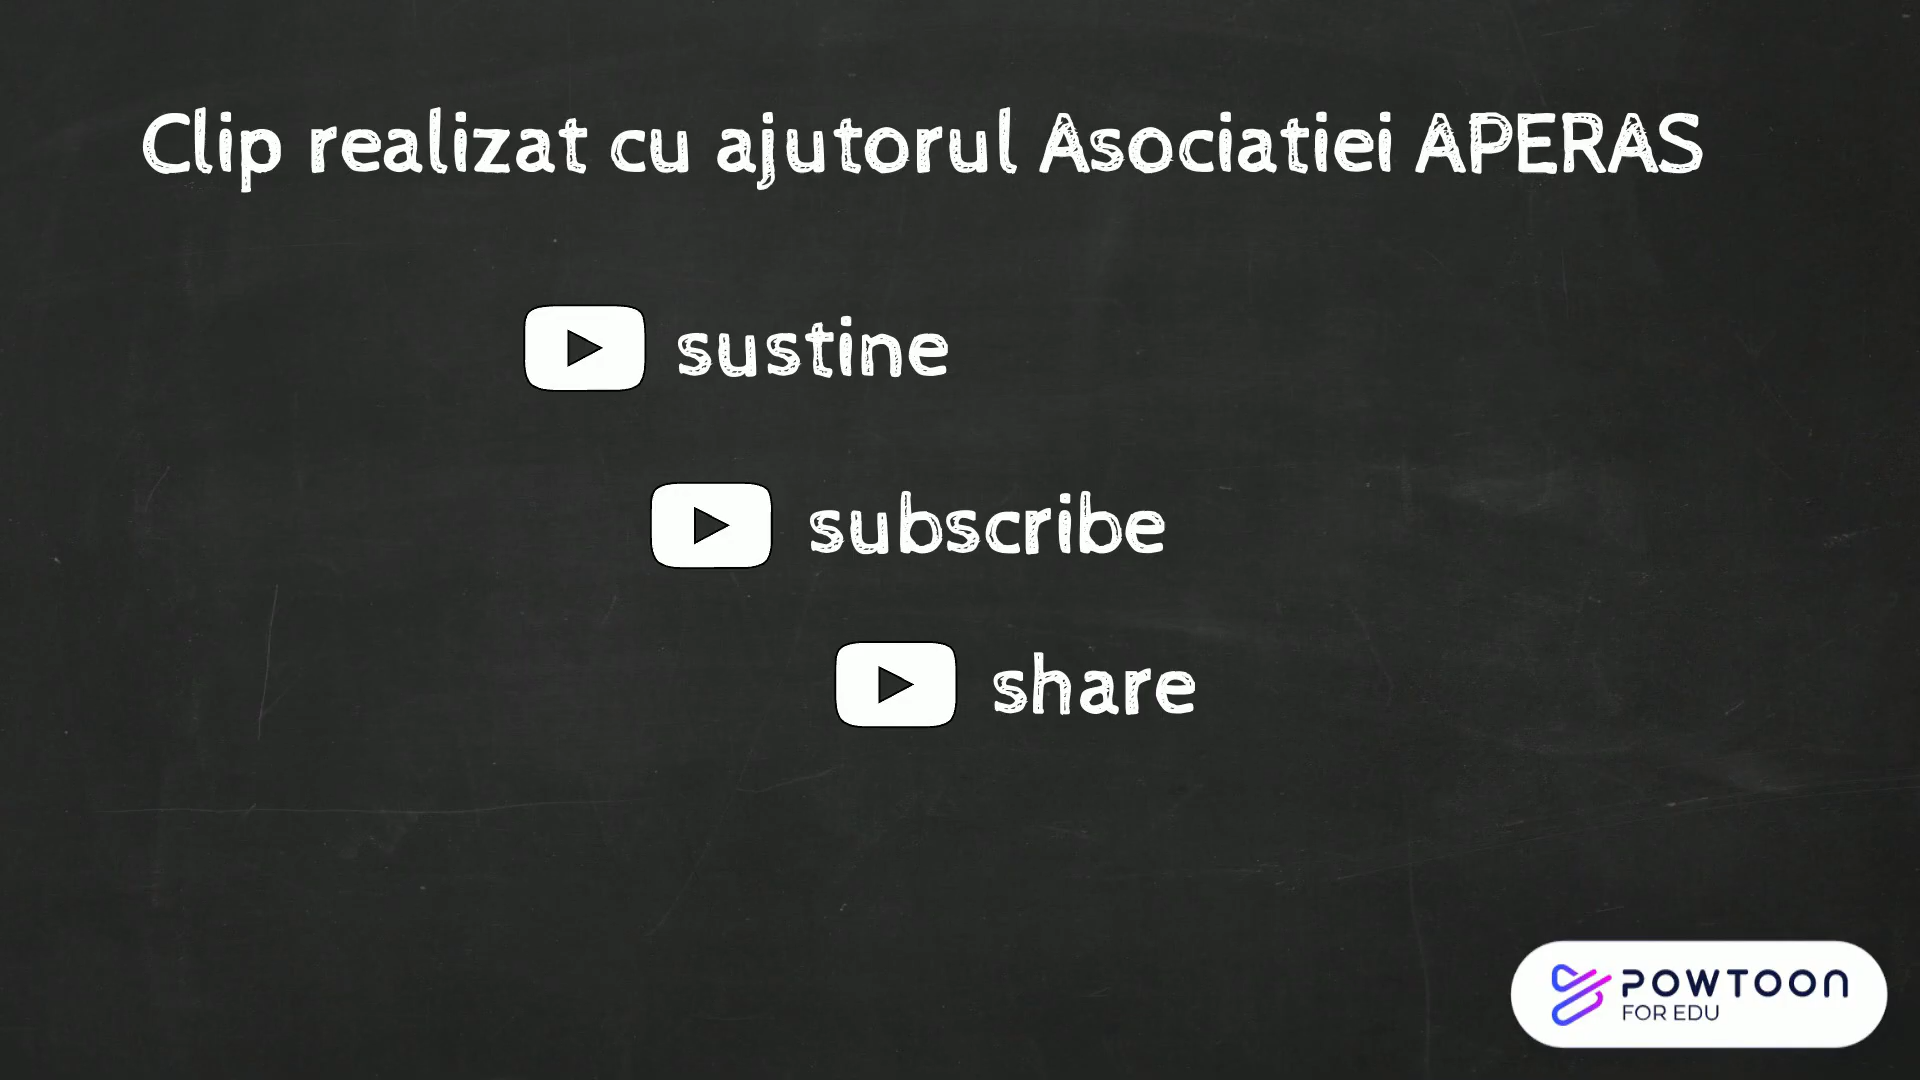 Clip realizat cu ajutorul Asociatiei APERAS
sustine
subscribe
share
POWTOON
FOR EDU